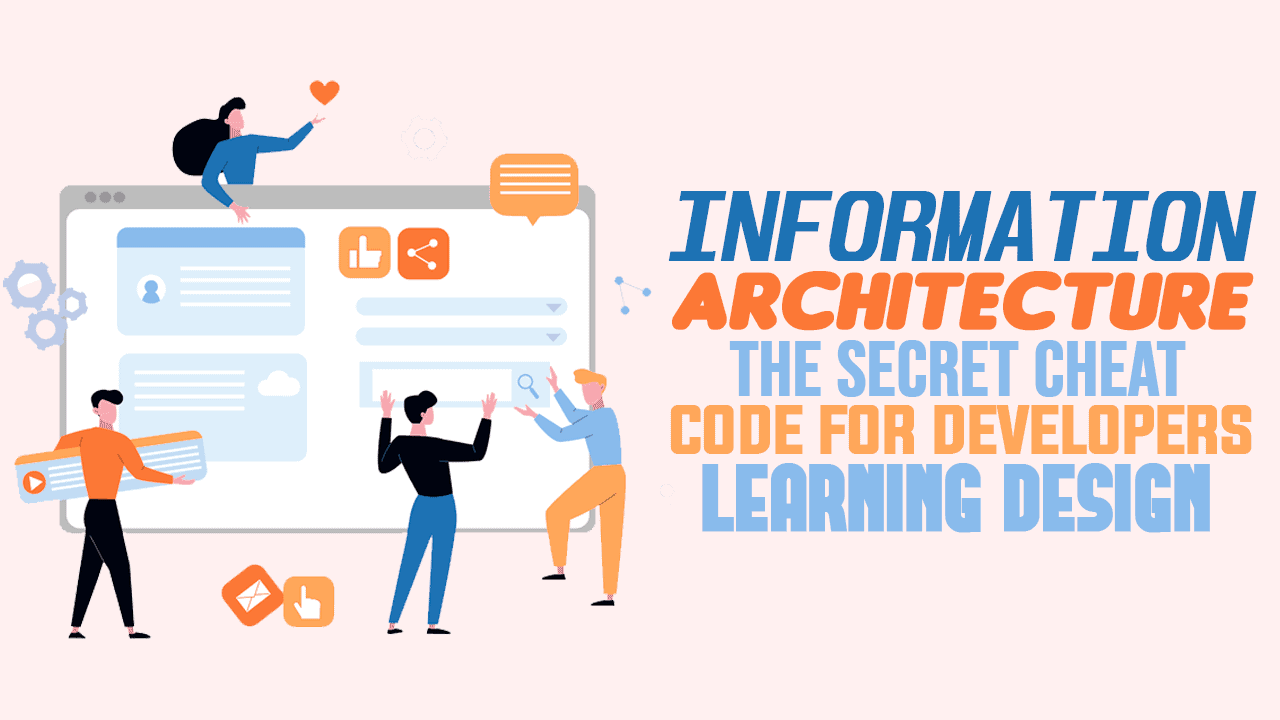 INFORMATION
ARCHITECTURE
THE SECRET CHEAT
CODE FOR DEVELOPERS
LEARNING DESIGN